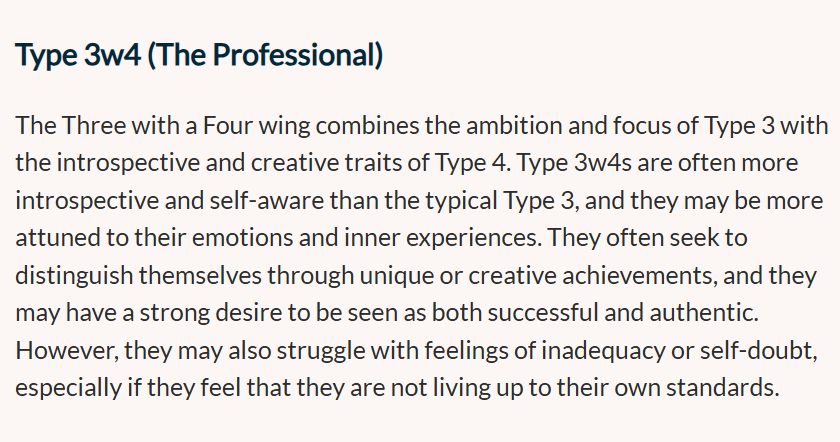 Type 3w4 (The Professional)
The Three with a Four wing combines the ambition and focus of Type 3 with
the introspective and creative traits of Type 4. Type 3w4s are often more
introspective and self-aware than the typical Type 3, and they may be more
attuned to their emotions and inner experiences. They often seek to
distinguish themselves through unique or creative achievements, and they
may have a strong desire to be seen as both successful and authentic.
However, they may also struggle with feelings of inadequacy or self-doubt,
especially if they feel that they are not living up to their own standards.